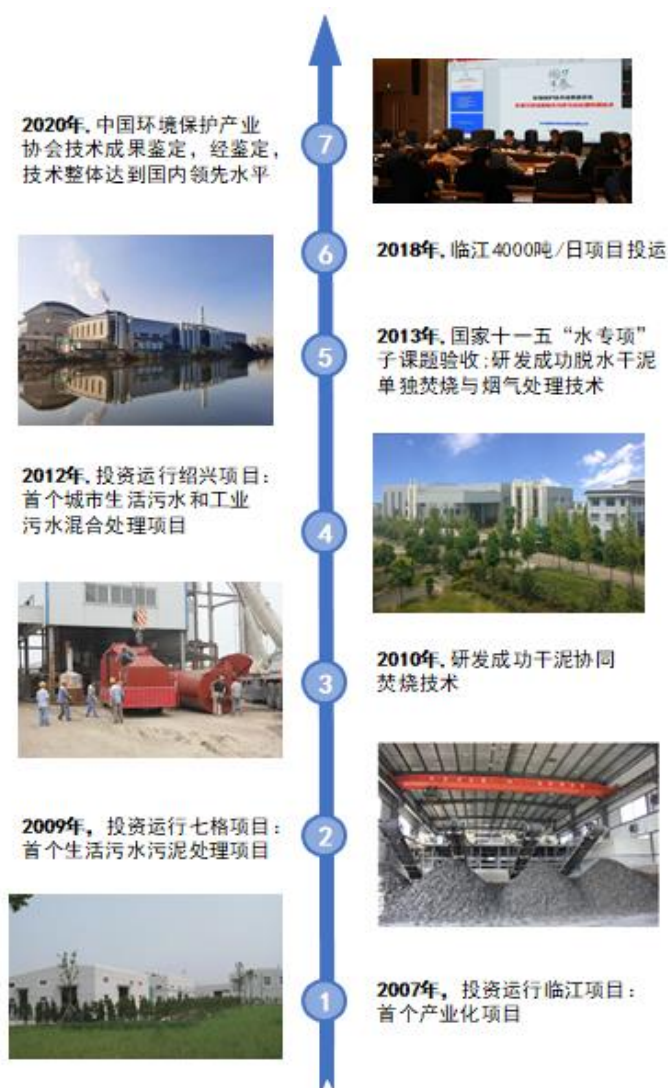 2020年,中国环境保护产业
协会技术成果鉴定,经鉴定,
技术整体达到国内领先水平
7
6
2018年,临江4000吨/日项目投运
2013年,国家十一五“水专项”
子课题验收;研发成功脱水干泥
单独焚烧与烟气处理技术
5
2012年,投资运行绍兴项目:
首个城市生活污水和工业
污水混合处理项目
4
2010年,研发成功干泥协同
焚烧技术
3
2009年,投资运行七格项目:
首个生活污水污泥处理项目
2
2007年,投资运行临江项目:
首个产业化项目
1